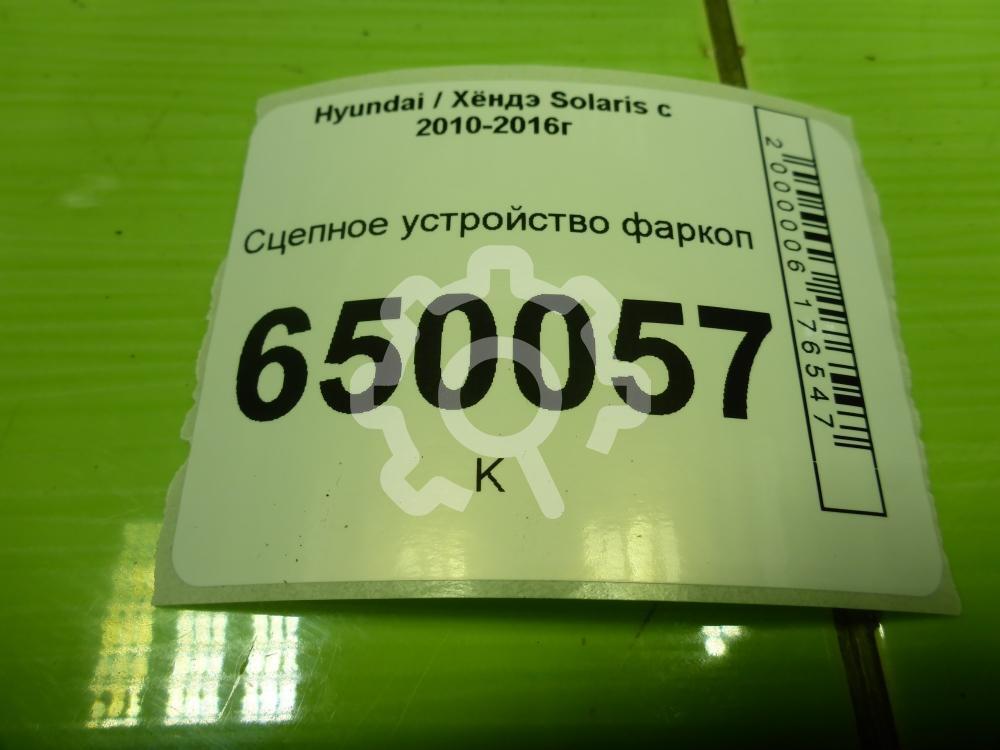 Hyundai / Хёндэ Solaris с
2010-2016г
Сцепное устройство фаркоп
650057
К
2000006176547